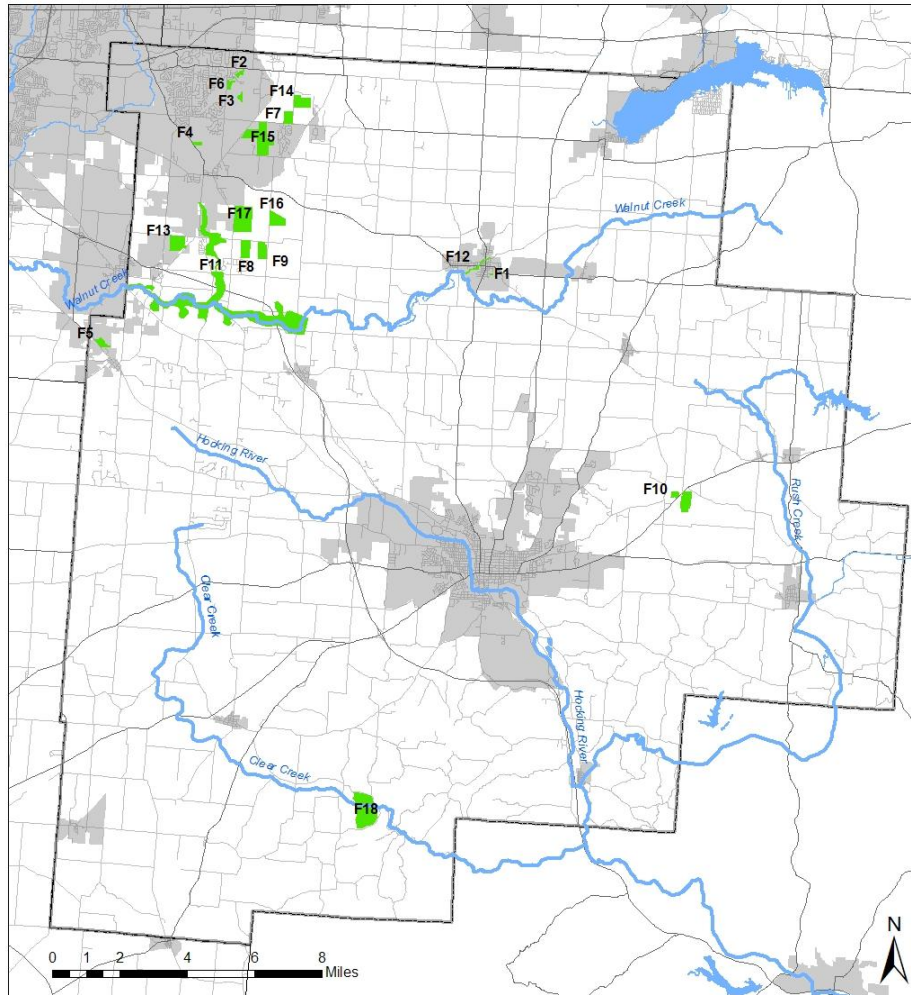 F2
F6
F3
F14
F7
F4
F15
Walnut Creek
F17
F16
F13
F11
F8
F9
F12
F1
Walnut Creek
F5
Hocking River
F10
Rush Creek
Clear Creek
Hocking River
Clear Creek
F18
N
0 1 2 4 6 8
Miles